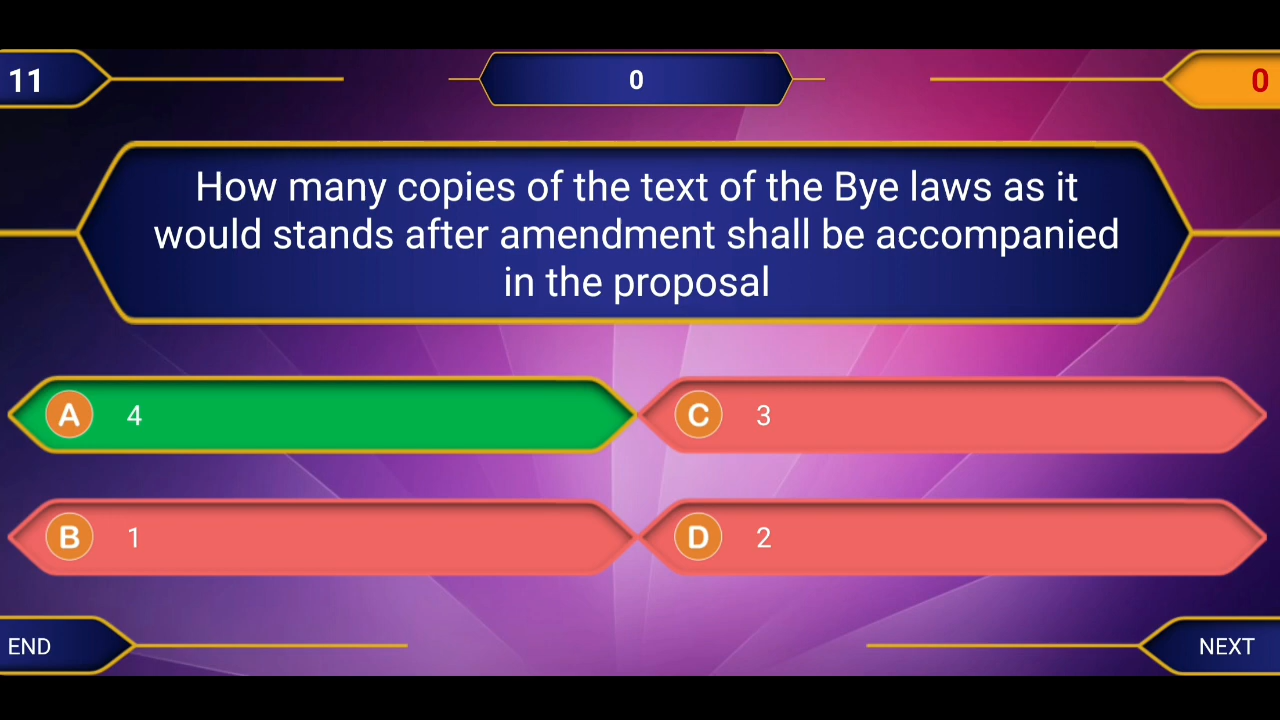 11
0
0
How many copies of the text of the Bye laws as it
would stands after amendment shall be accompanied
in the proposal
A 4
C 3
B 1
D 2
END
NEXT